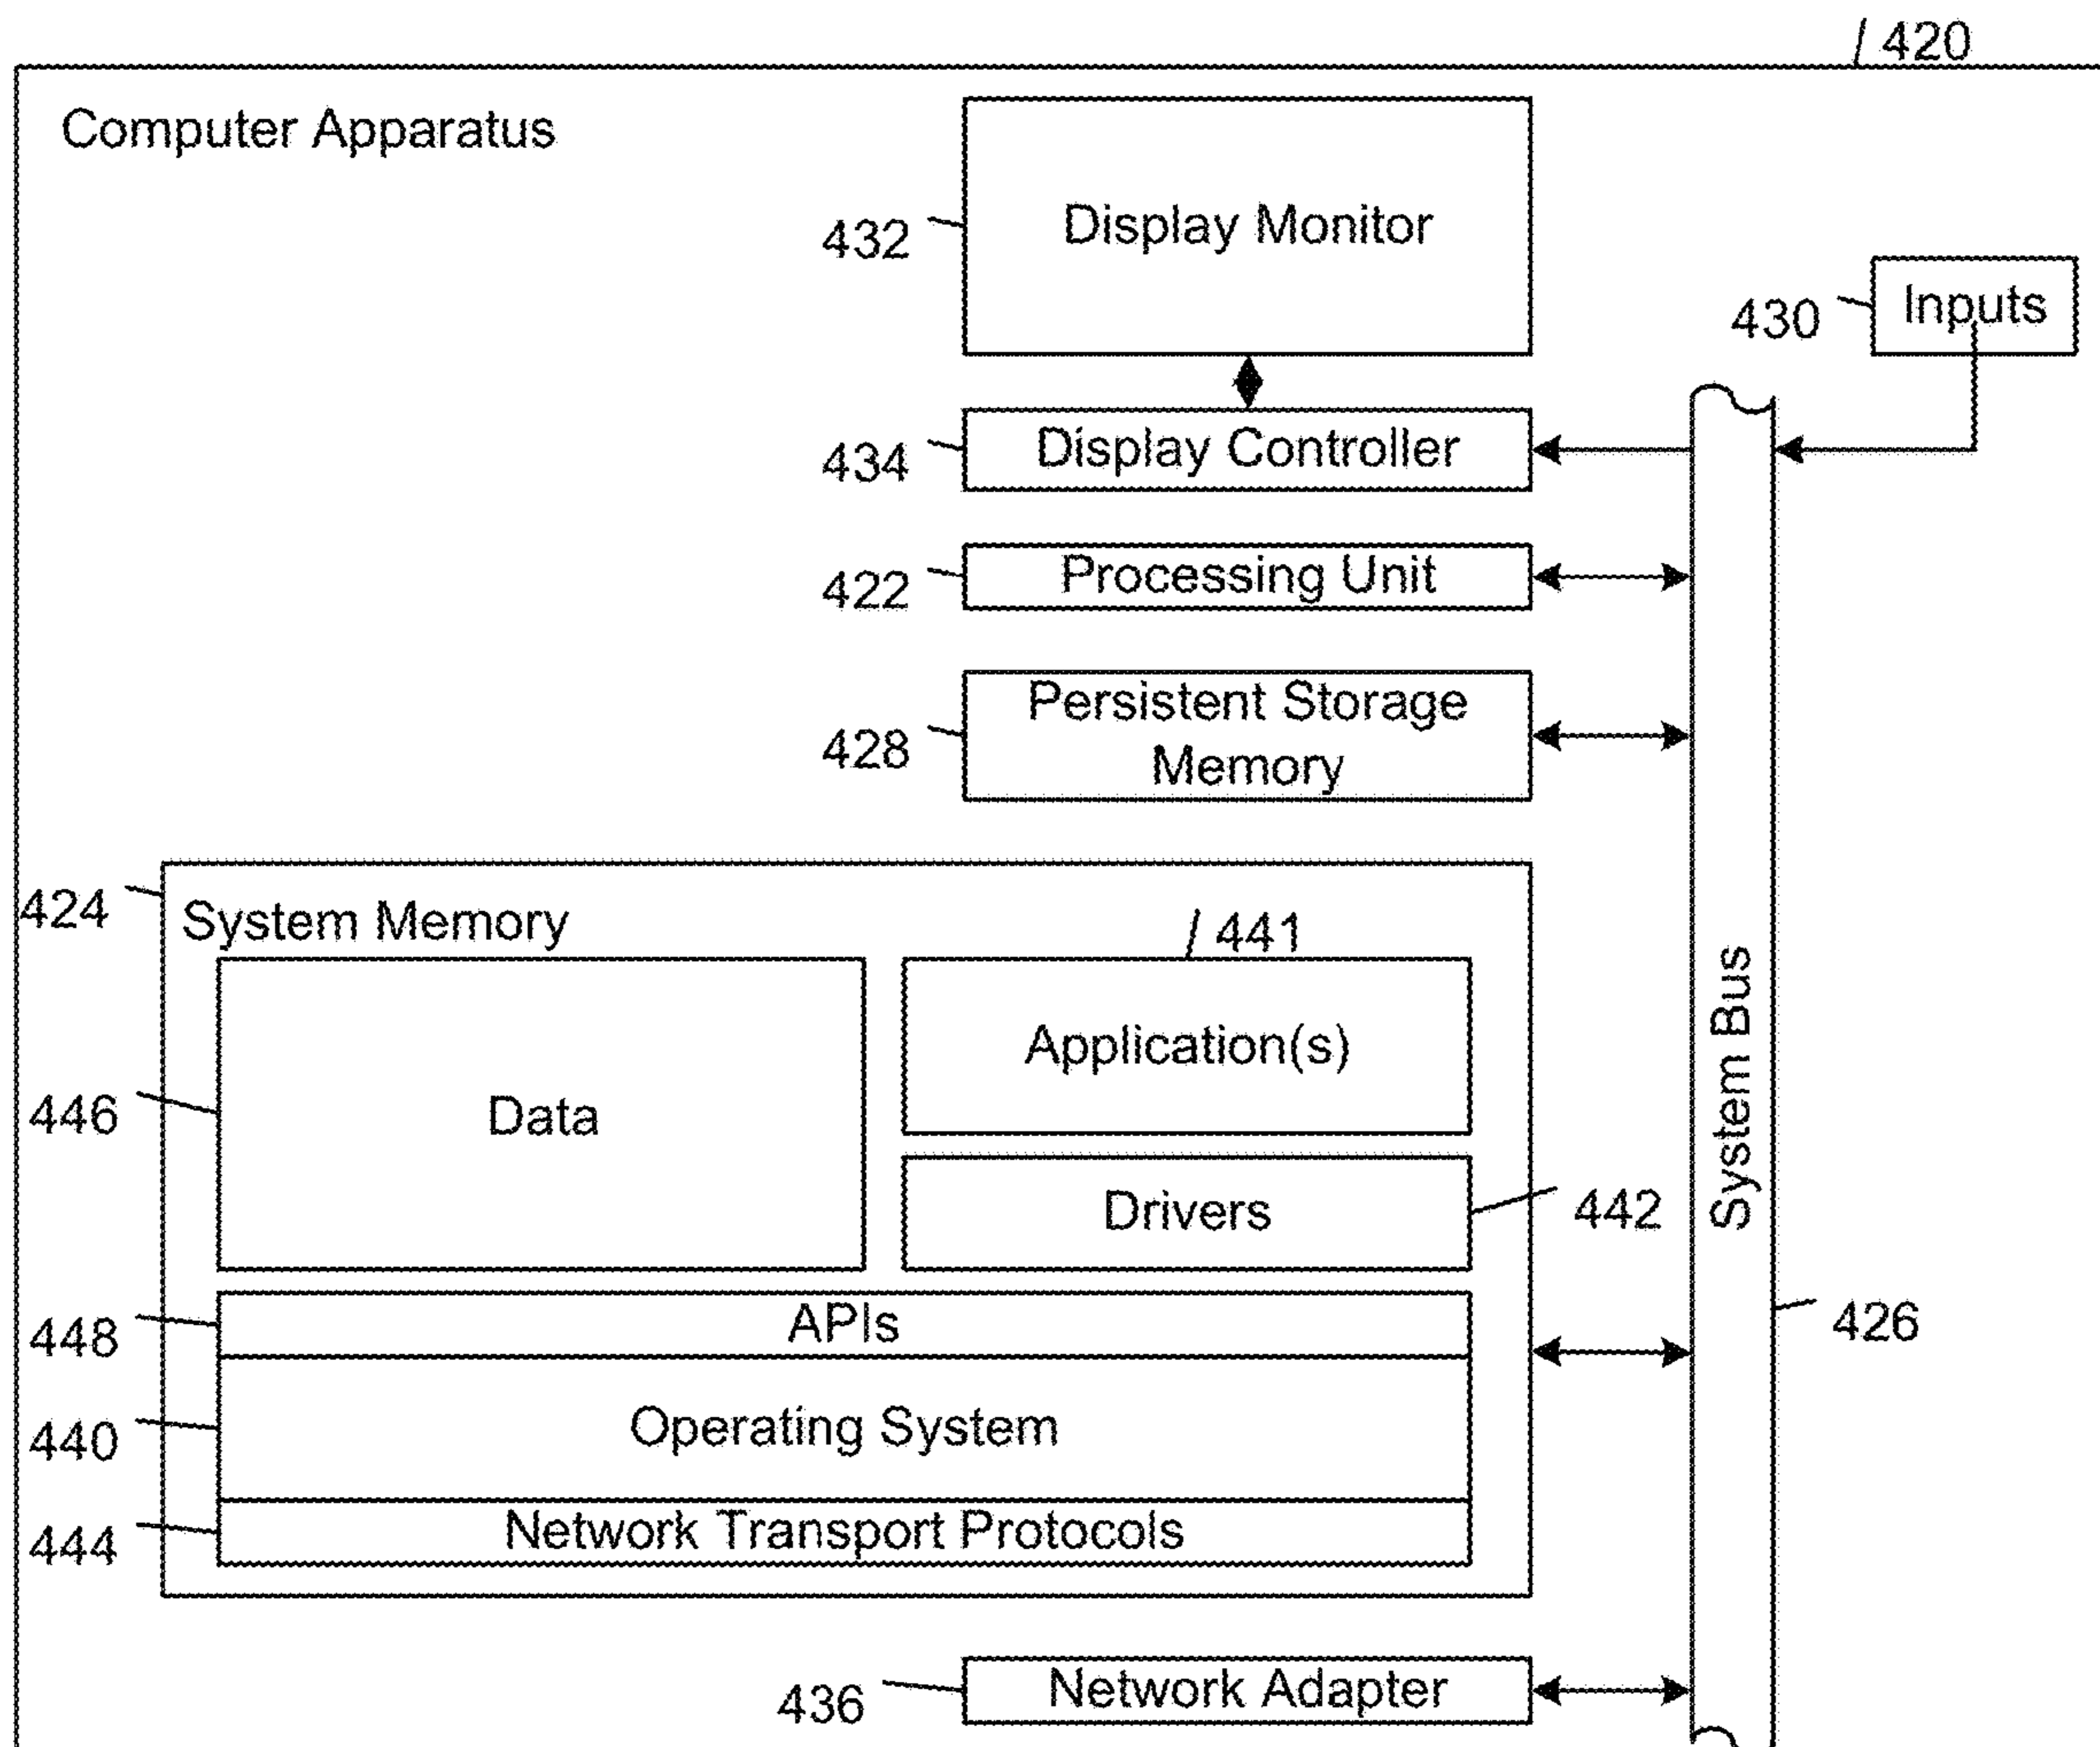 420
Computer Apparatus
Display Monitor
432
Inputs
430
Display Controller
434
Processing Unit
422
Persistent Storage
Memory
428
424
System Memory
441
Application(s)
446
Data
Drivers
442
System Bus
426
APIs
448
Operating System
440
Network Transport Protocols
444
Network Adapter
436